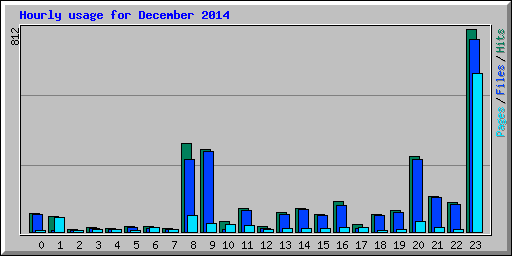 Hourly usage for December 2014
812
Pages/Files/Hits
0 1 2 3 4 5 6 7 8 9 10 11 12 13 14 15 16 17 18 19 20 21 22 23